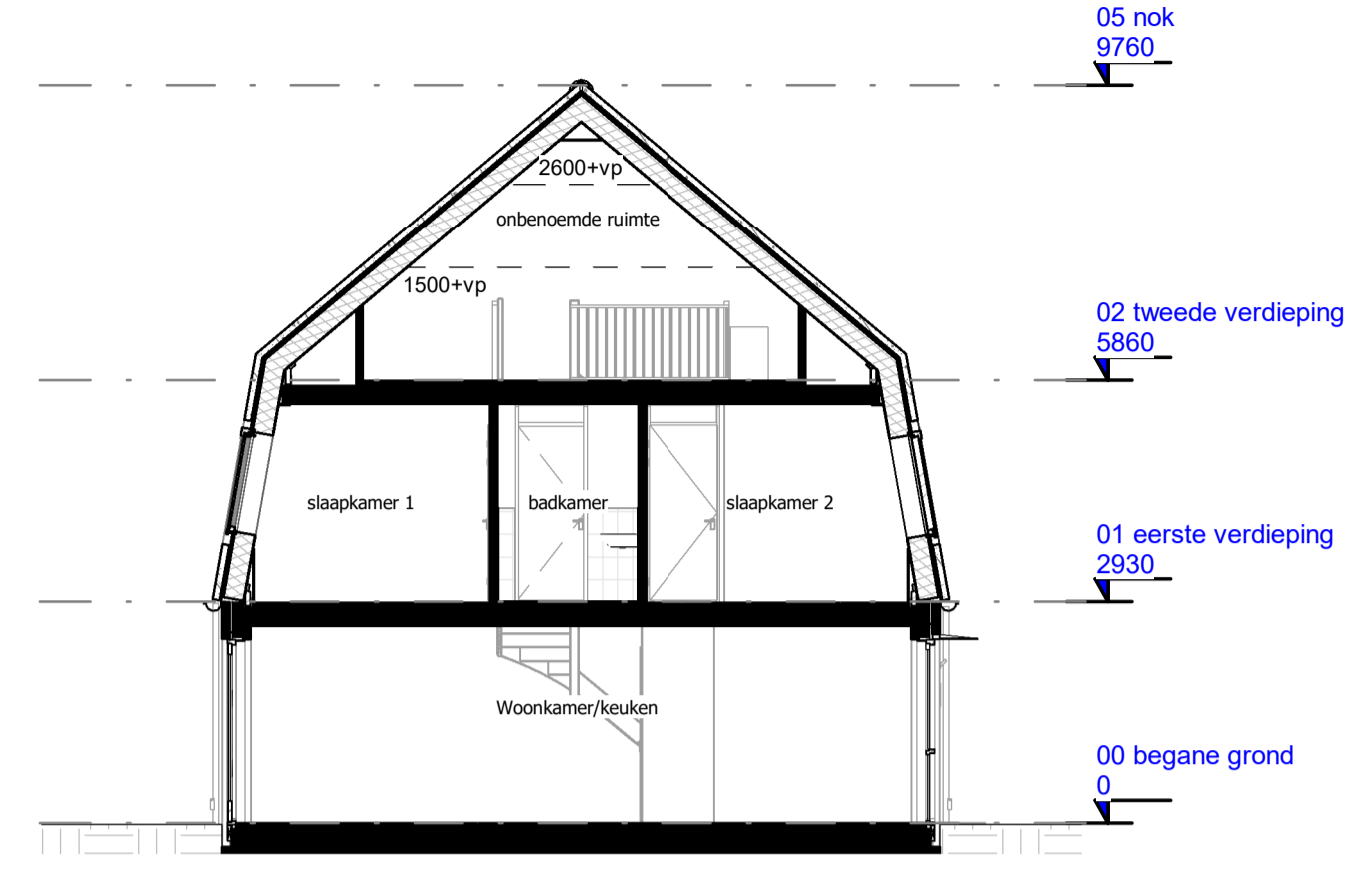 05 nok
9760
2600+vp
onbenoemde ruimte
1500+vp
02 tweede verdieping
5860
slaapkamer 1
badkamer
slaapkamer 2
01 eerste verdieping
2930
Woonkamer/keuken
00 begane grond
0